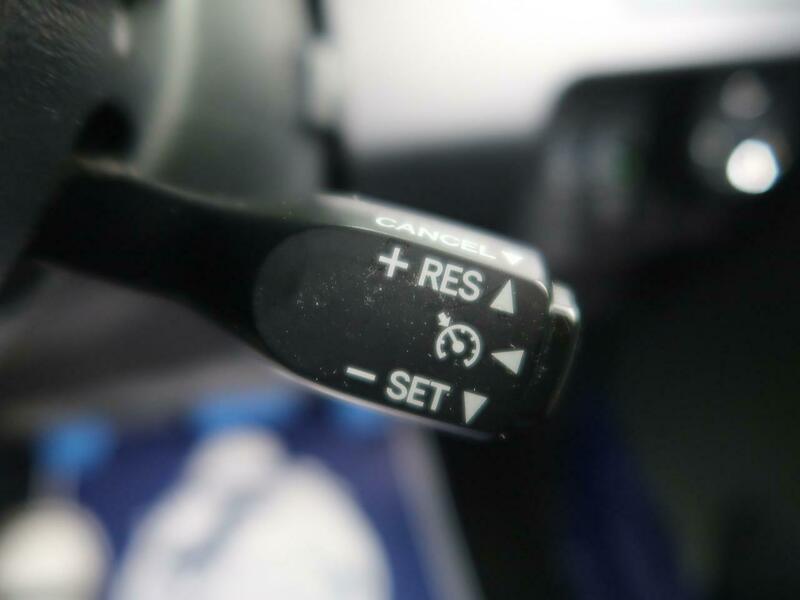 CANCEL ▼
+ RES ▲
◀
− SET ▼